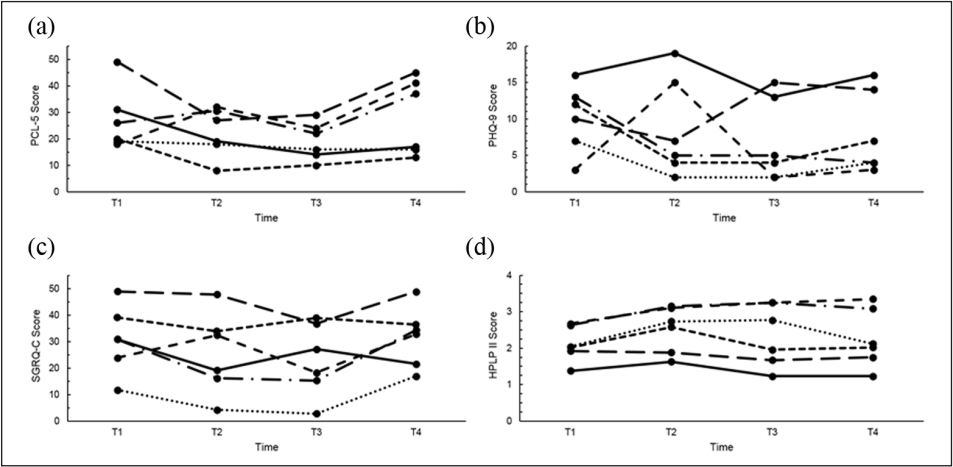 (a)
PCL-5 Score
50
40
30
20
10
0
T1 T2 T3 T4
Time
(b)
PHQ-9 Score
20
15
10
5
0
T1 T2 T3 T4
Time
(c)
SGRQ-C Score
50
40
30
20
10
0
T1 T2 T3 T4
Time
(d)
HPLP II Score
4
3
2
1
0
T1 T2 T3 T4
Time